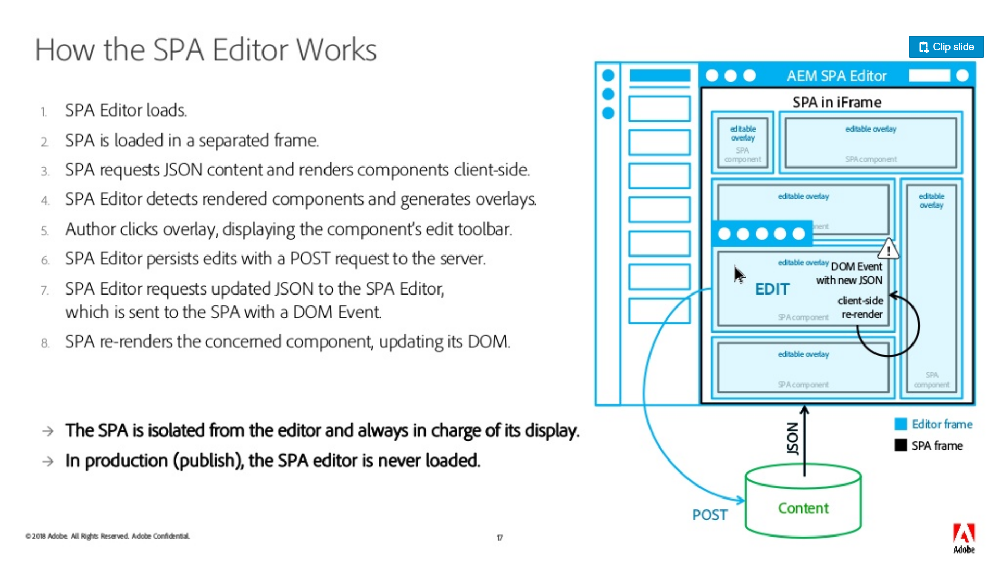 How the SPA Editor Works
Clip slide
1. SPA Editor loads.
2. SPA is loaded in a separated frame.
3. SPA requests JSON content and renders components client-side.
4. SPA Editor detects rendered components and generates overlays.
5. Author clicks overlay, displaying the component's edit toolbar.
6. SPA Editor persists edits with a POST request to the server.
7. SPA Editor requests updated JSON to the SPA Editor,
which is sent to the SPA with a DOM Event.
8. SPA re-renders the concerned component, updating its DOM.
→ The SPA is isolated from the editor and always in charge of its display.
→ In production (publish), the SPA editor is never loaded.
AEM SPA Editor
SPA in iFrame
editable
overlay
SPA
component
editable overlay
SPA component
editable overlay
editable
overlay
SPA
component
editable overlay
DOM Event
with new JSON
EDIT
client-side
re-render
SPA component
editable overlay
SPA component
JSON
Editor frame
SPA frame
Content
POST
© 2018 Adobe. All Rights Reserved. Adobe Confidential.
17
Adobe